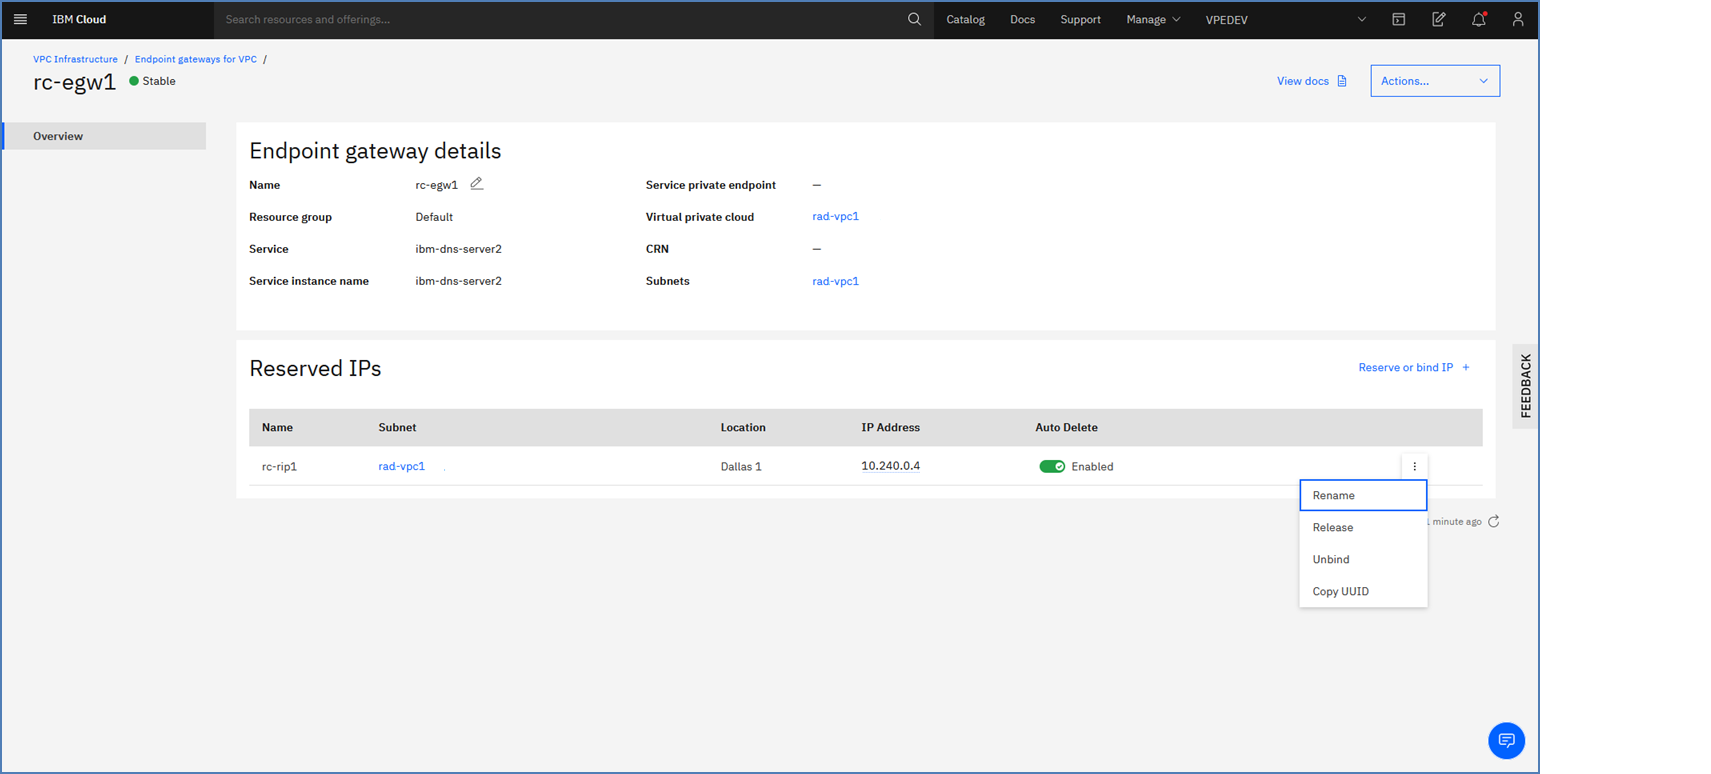 IBM Cloud Search resources and offerings... Catalog Docs Support Manage VPEDEV
VPC Infrastructure / Endpoint gateways for VPC /
rc-egw1 Stable View docs Actions...
Overview
Endpoint gateway details
Name rc-egw1 Service private endpoint —
Resource group Default Virtual private cloud rad-vpc1
Service ibm-dns-server2 CRN —
Service instance name ibm-dns-server2 Subnets rad-vpc1
Reserved IPs Reserve or bind IP +
FEEDBACK
Name Subnet Location IP Address Auto Delete
rc-rip1 rad-vpc1 Dallas 1 10.240.0.4 Enabled
Rename
minute ago
Release
Unbind
Copy UUID